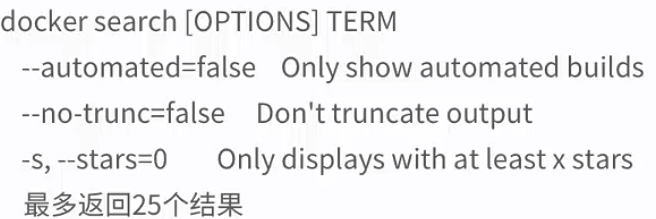 docker search [OPTIONS] TERM
--automated=false Only show automated builds
--no-trunc=false Don't truncate output
-s, --stars=0 Only displays with at least x stars
最多返回25个结果